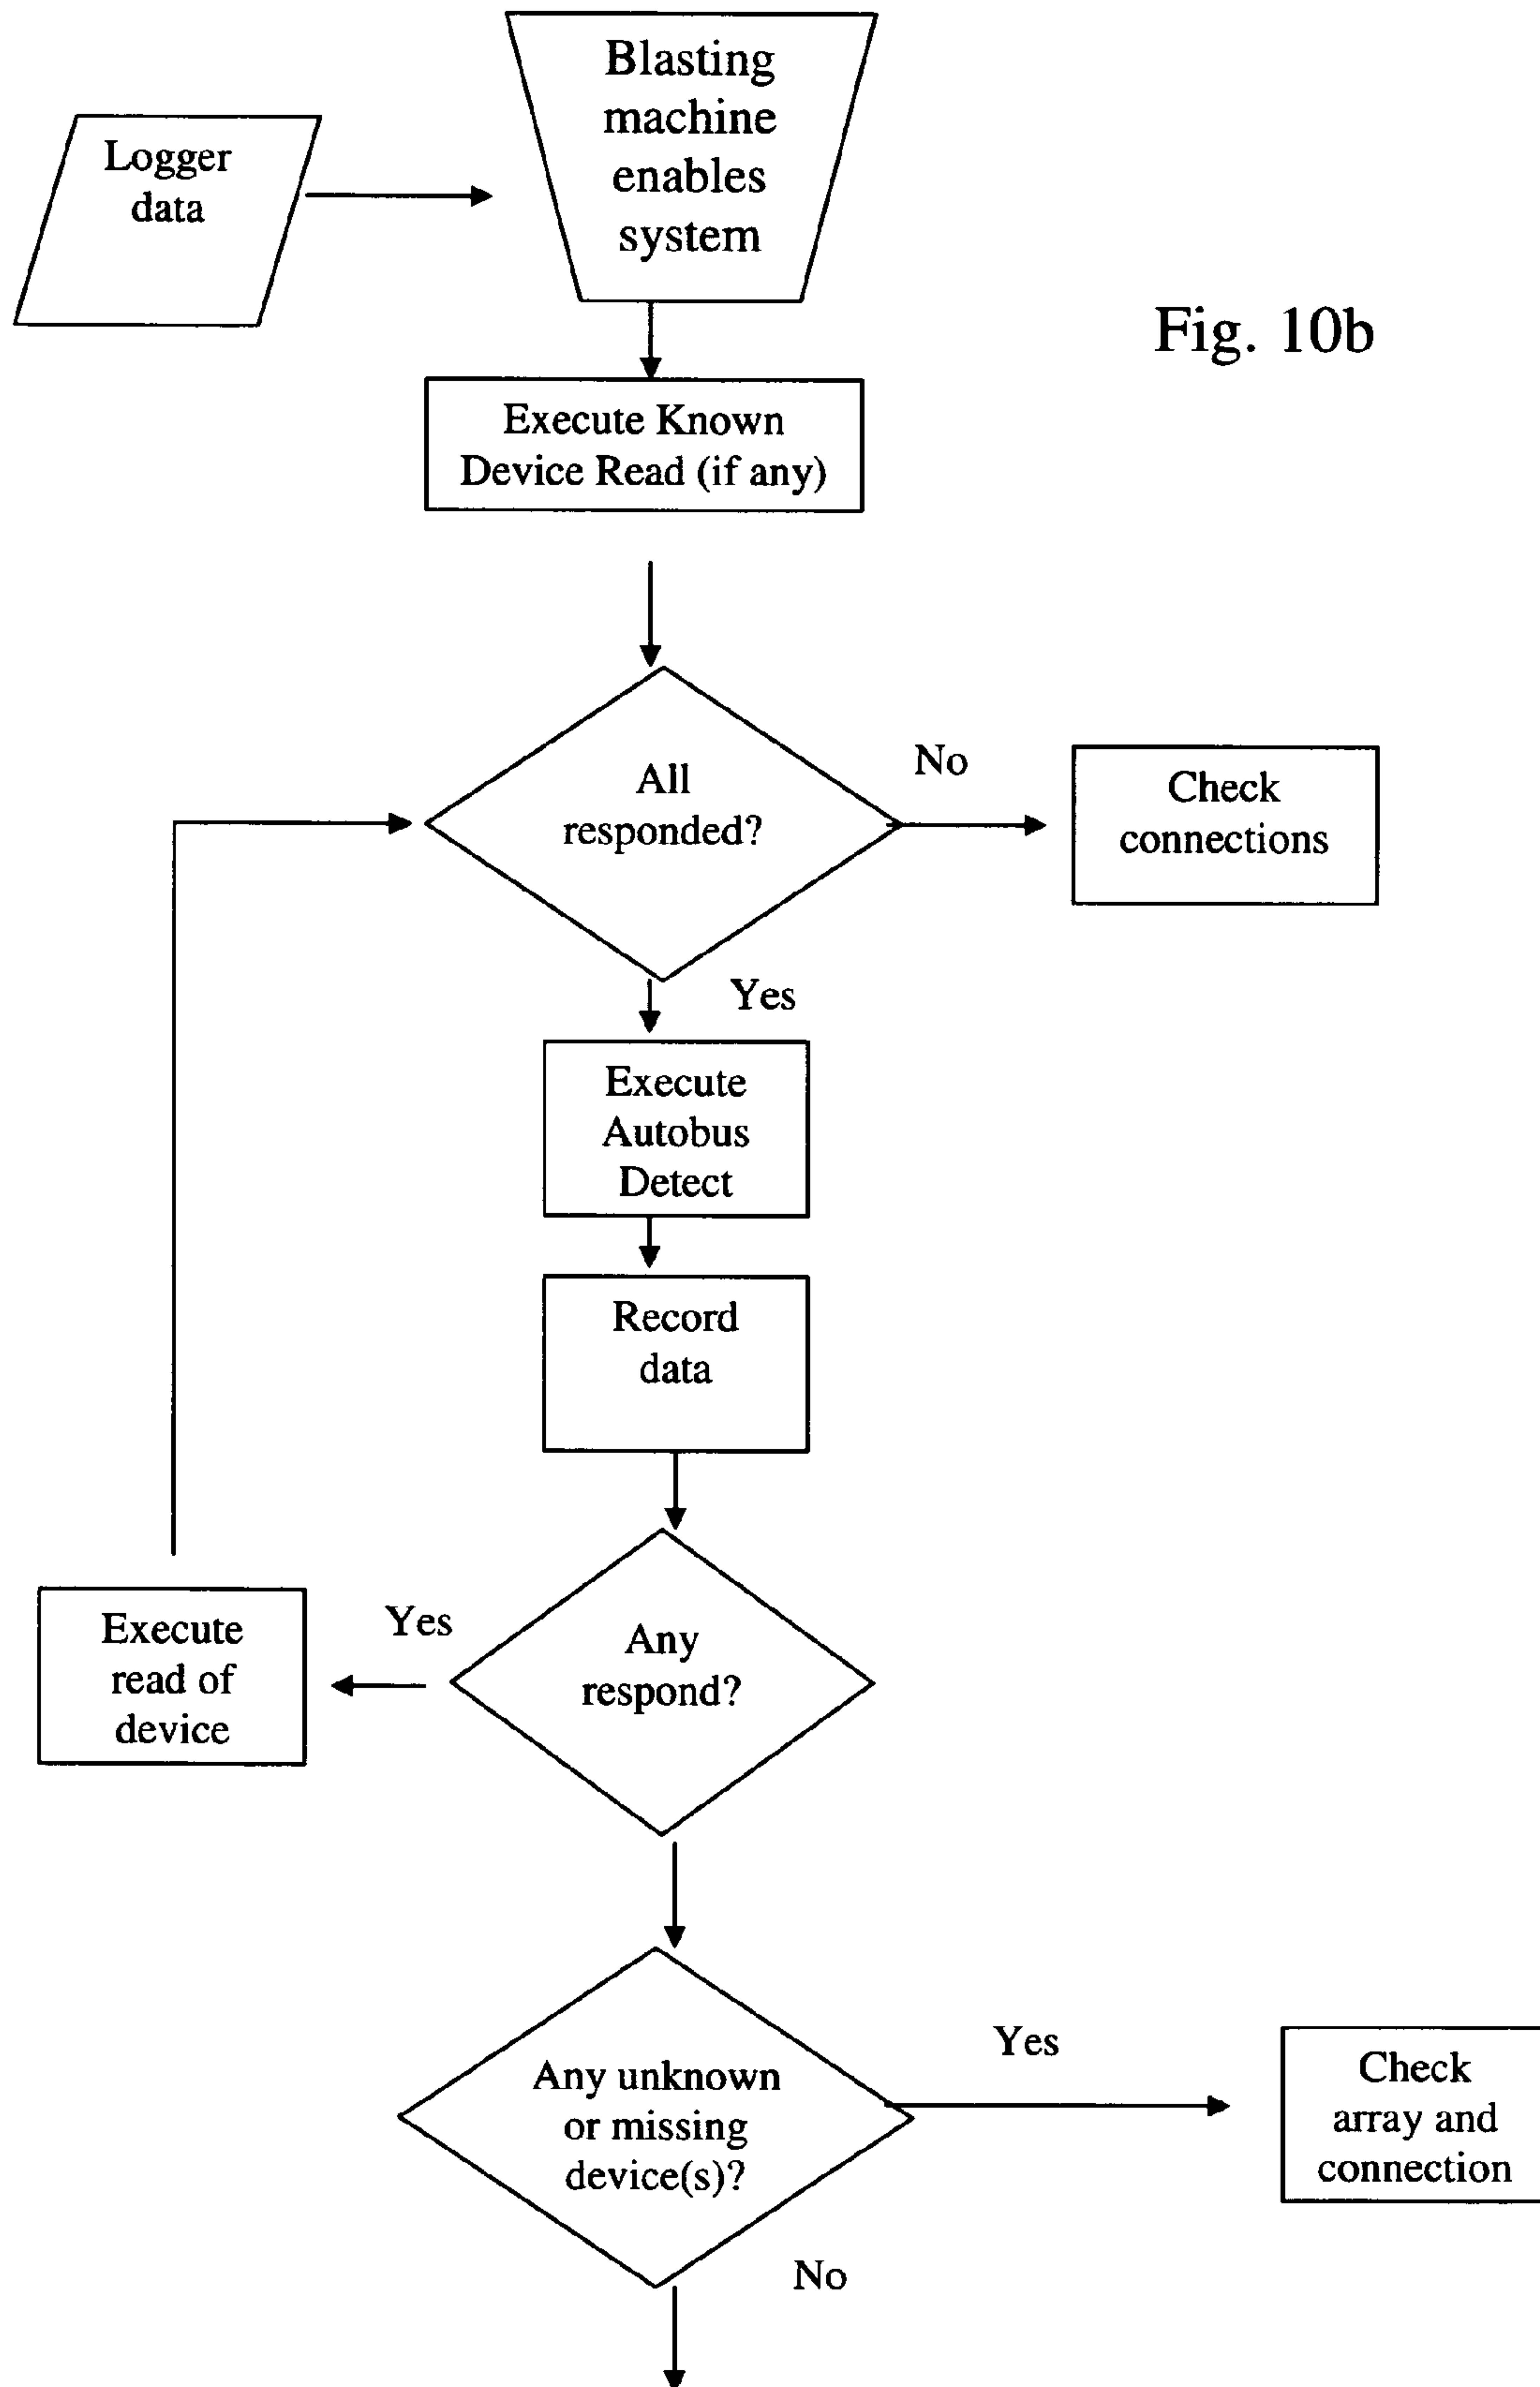 Blasting
machine
enables
system
Logger
data
Fig. 10b
Execute Known
Device Read (if any)
All
responded?
No
Check
connections
Yes
Execute
Autobus
Detect
Record
data
Any
respond?
Yes
Execute
read of
device
Any unknown
or missing
device(s)?
Yes
Check
array and
connection
No